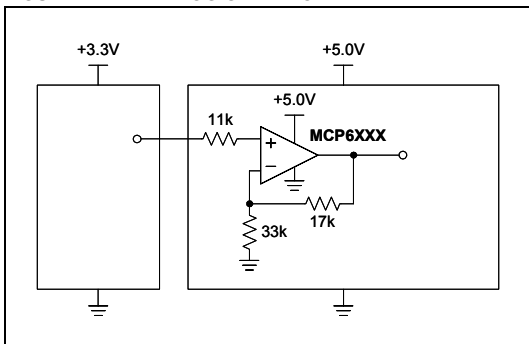 +3.3V
+5.0V
+5.0V
11k
MCP6XXX
+
−
17k
33k